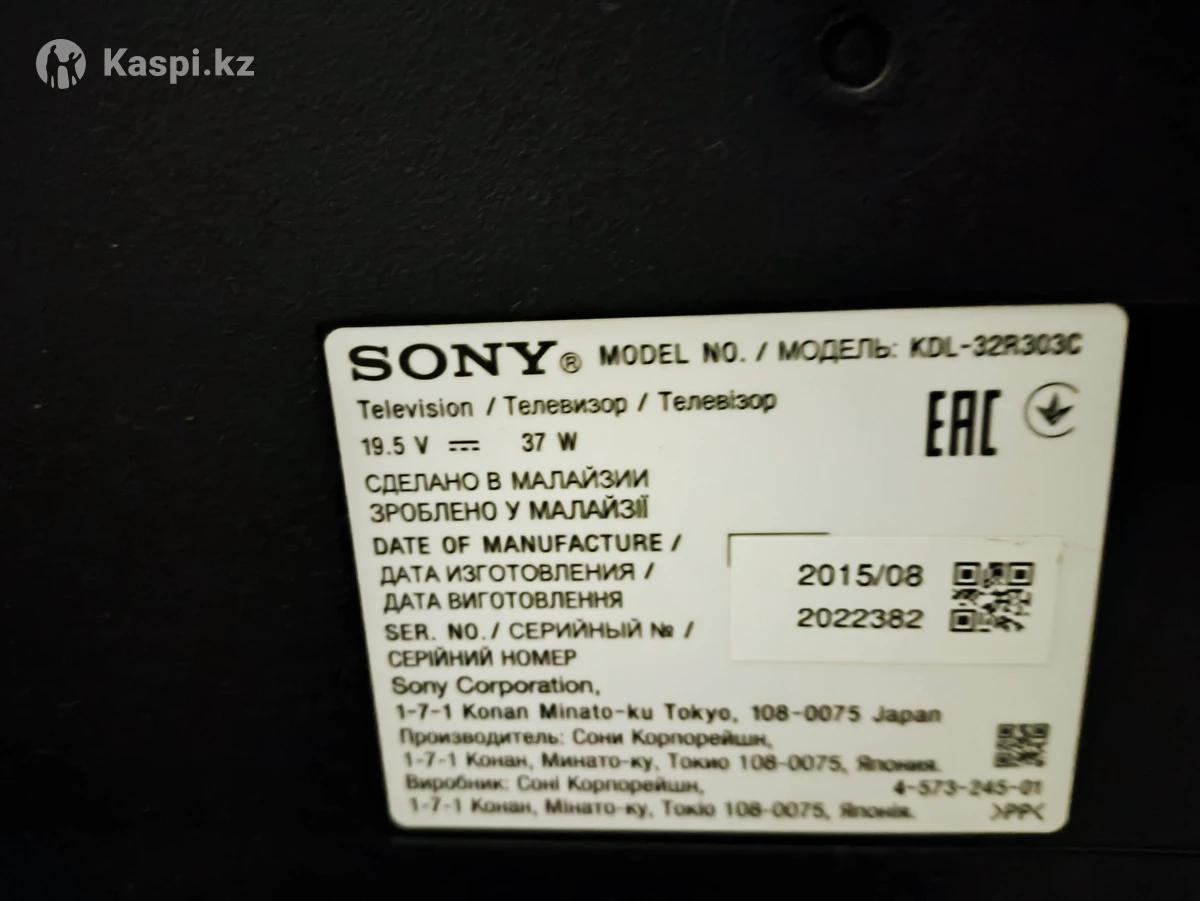 Kaspi.kz
SONY® MODEL NO. / МОДЕЛЬ: KDL-32R303C
Television / Телевизор / Телевізор
19.5 V ⎓ 37 W
EAC
СДЕЛАНО В МАЛАЙЗИИ
ЗРОБЛЕНО У МАЛАЙЗІЇ
DATE OF MANUFACTURE /
ДАТА ИЗГОТОВЛЕНИЯ / 2015/08
ДАТА ВИГОТОВЛЕННЯ
SER. NO. / СЕРИЙНЫЙ № / 2022382
СЕРІЙНИЙ НОМЕР
Sony Corporation,
1-7-1 Konan Minato-ku Tokyo, 108-0075 Japan
Производитель: Сони Корпорейшн,
1-7-1 Конан, Минато-ку, Токио 108-0075, Япония.
Виробник: Соні Корпорейшн, 4-573-245-01
1-7-1 Конан, Мінато-ку, Токіо 108-0075, Японія. >PP<